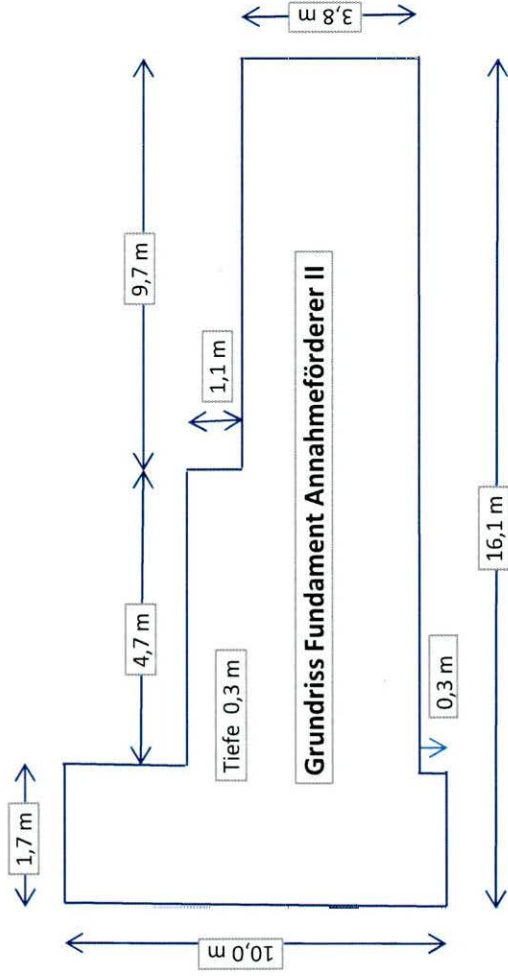 1,7 m
4,7 m
9,7 m
10,0 m
Tiefe 0,3 m
1,1 m
3,8 m
Grundriss Fundament Annahmeförderer II
0,3 m
16,1 m